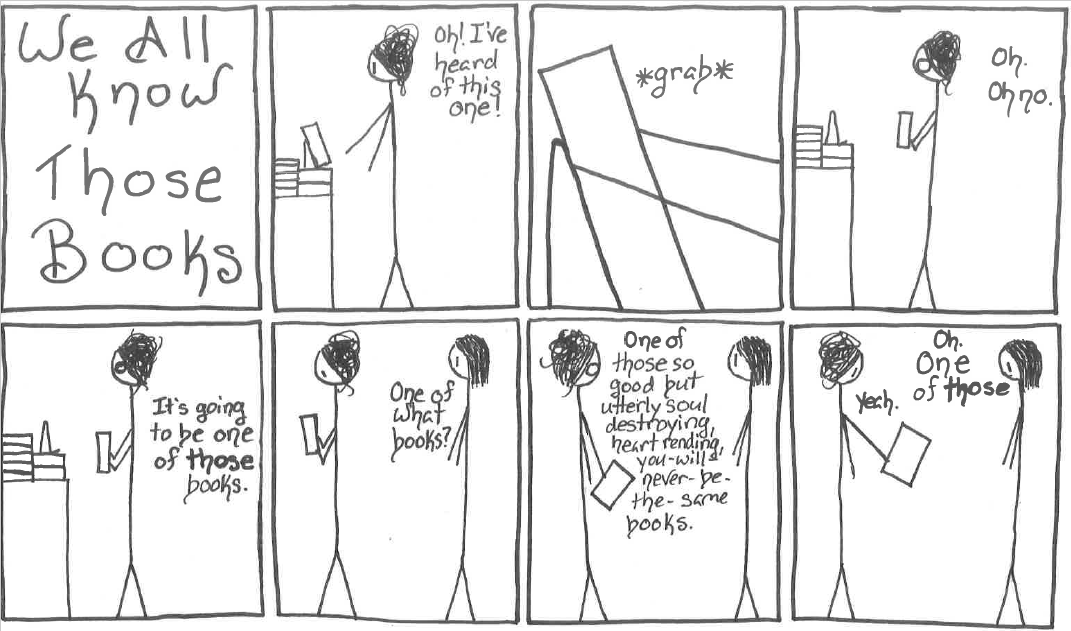 We All
Know
Those
Books
Oh! I've
heard
of this
one!
*grab*
Oh.
Oh no.
It's going
to be one
of those
books.
One of
what
books?
One of
those so
good but
utterly soul
destroying,
heart rending,
you-will-
never-be-
the-same
books.
Oh.
One
of those
Yeah.